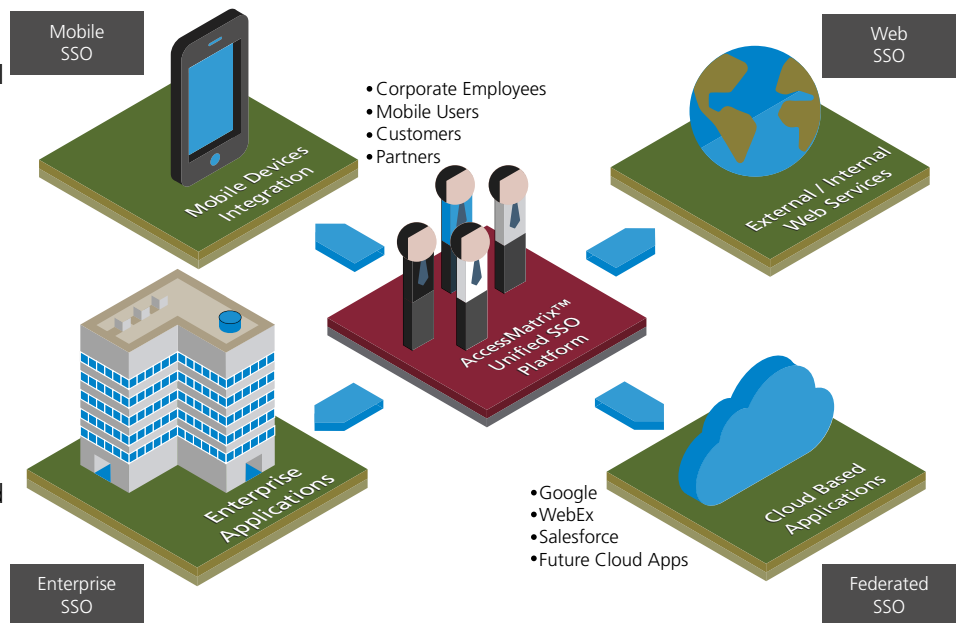 Mobile
SSO
Web
SSO
• Corporate Employees
• Mobile Users
• Customers
• Partners
Mobile Devices
Integration
External / Internal
Web Services
AccessMatrix™
Unified SSO
Platform
Enterprise
Applications
Cloud Based
Applications
• Google
• WebEx
• Salesforce
• Future Cloud Apps
Enterprise
SSO
Federated
SSO